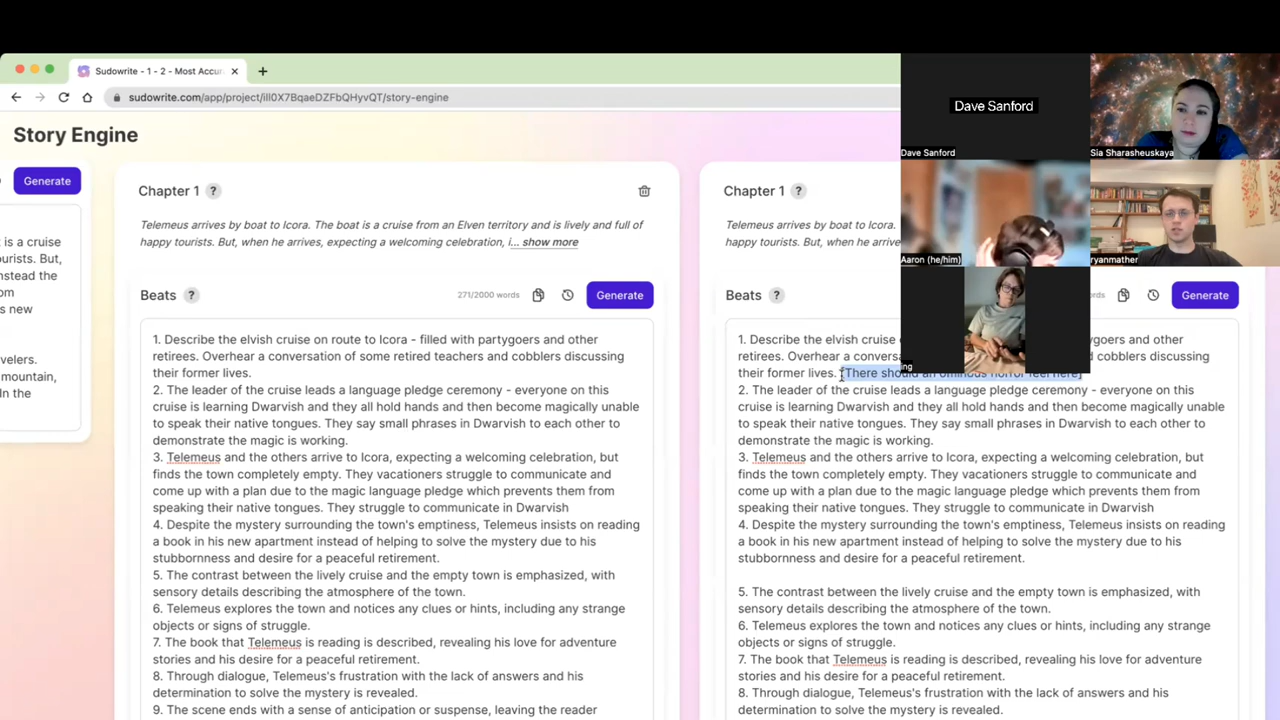 Sudowrite - 1 - 2 - Most Accur
sudowrite.com/app/project/ill0X7BqaeDZFbQHyvQT/story-engine
Story Engine
Generate
is a cruise
ourists. But,
nstead the
om
s new
velers.
mountain,
In the
Chapter 1 ?
Telemeus arrives by boat to Icora. The boat is a cruise from an Elven territory and is lively and full of
happy tourists. But, when he arrives, expecting a welcoming celebration, i... show more
Beats ?
271/2000 words
Generate
1. Describe the elvish cruise on route to Icora - filled with partygoers and other
retirees. Overhear a conversation of some retired teachers and cobblers discussing
their former lives.
2. The leader of the cruise leads a language pledge ceremony - everyone on this
cruise is learning Dwarvish and they all hold hands and then become magically unable
to speak their native tongues. They say small phrases in Dwarvish to each other to
demonstrate the magic is working.
3. Telemeus and the others arrive to Icora, expecting a welcoming celebration, but
finds the town completely empty. They vacationers struggle to communicate and
come up with a plan due to the magic language pledge which prevents them from
speaking their native tongues. They struggle to communicate in Dwarvish
4. Despite the mystery surrounding the town's emptiness, Telemeus insists on reading
a book in his new apartment instead of helping to solve the mystery due to his
stubbornness and desire for a peaceful retirement.
5. The contrast between the lively cruise and the empty town is emphasized, with
sensory details describing the atmosphere of the town.
6. Telemeus explores the town and notices any clues or hints, including any strange
objects or signs of struggle.
7. The book that Telemeus is reading is described, revealing his love for adventure
stories and his desire for a peaceful retirement.
8. Through dialogue, Telemeus's frustration with the lack of answers and his
determination to solve the mystery is revealed.
9. The scene ends with a sense of anticipation or suspense, leaving the reader
Chapter 1 ?
Telemeus arrives by boat to Icora.
happy tourists. But, when he arrive
Beats ?
ords
Generate
1. Describe the elvish cruise ygoers and other
retirees. Overhear a conversa cobblers discussing
their former lives. [There should an ominous horror feel here]
2. The leader of the cruise leads a language pledge ceremony - everyone on this
cruise is learning Dwarvish and they all hold hands and then become magically unable
to speak their native tongues. They say small phrases in Dwarvish to each other to
demonstrate the magic is working.
3. Telemeus and the others arrive to Icora, expecting a welcoming celebration, but
finds the town completely empty. They vacationers struggle to communicate and
come up with a plan due to the magic language pledge which prevents them from
speaking their native tongues. They struggle to communicate in Dwarvish
4. Despite the mystery surrounding the town's emptiness, Telemeus insists on reading
a book in his new apartment instead of helping to solve the mystery due to his
stubbornness and desire for a peaceful retirement.
5. The contrast between the lively cruise and the empty town is emphasized, with
sensory details describing the atmosphere of the town.
6. Telemeus explores the town and notices any clues or hints, including any strange
objects or signs of struggle.
7. The book that Telemeus is reading is described, revealing his love for adventure
stories and his desire for a peaceful retirement.
8. Through dialogue, Telemeus's frustration with the lack of answers and his
determination to solve the mystery is revealed.
Dave Sanford
Dave Sanford
Sia Sharasheuskaya
Aaron (he/him)
ryanmather
ng